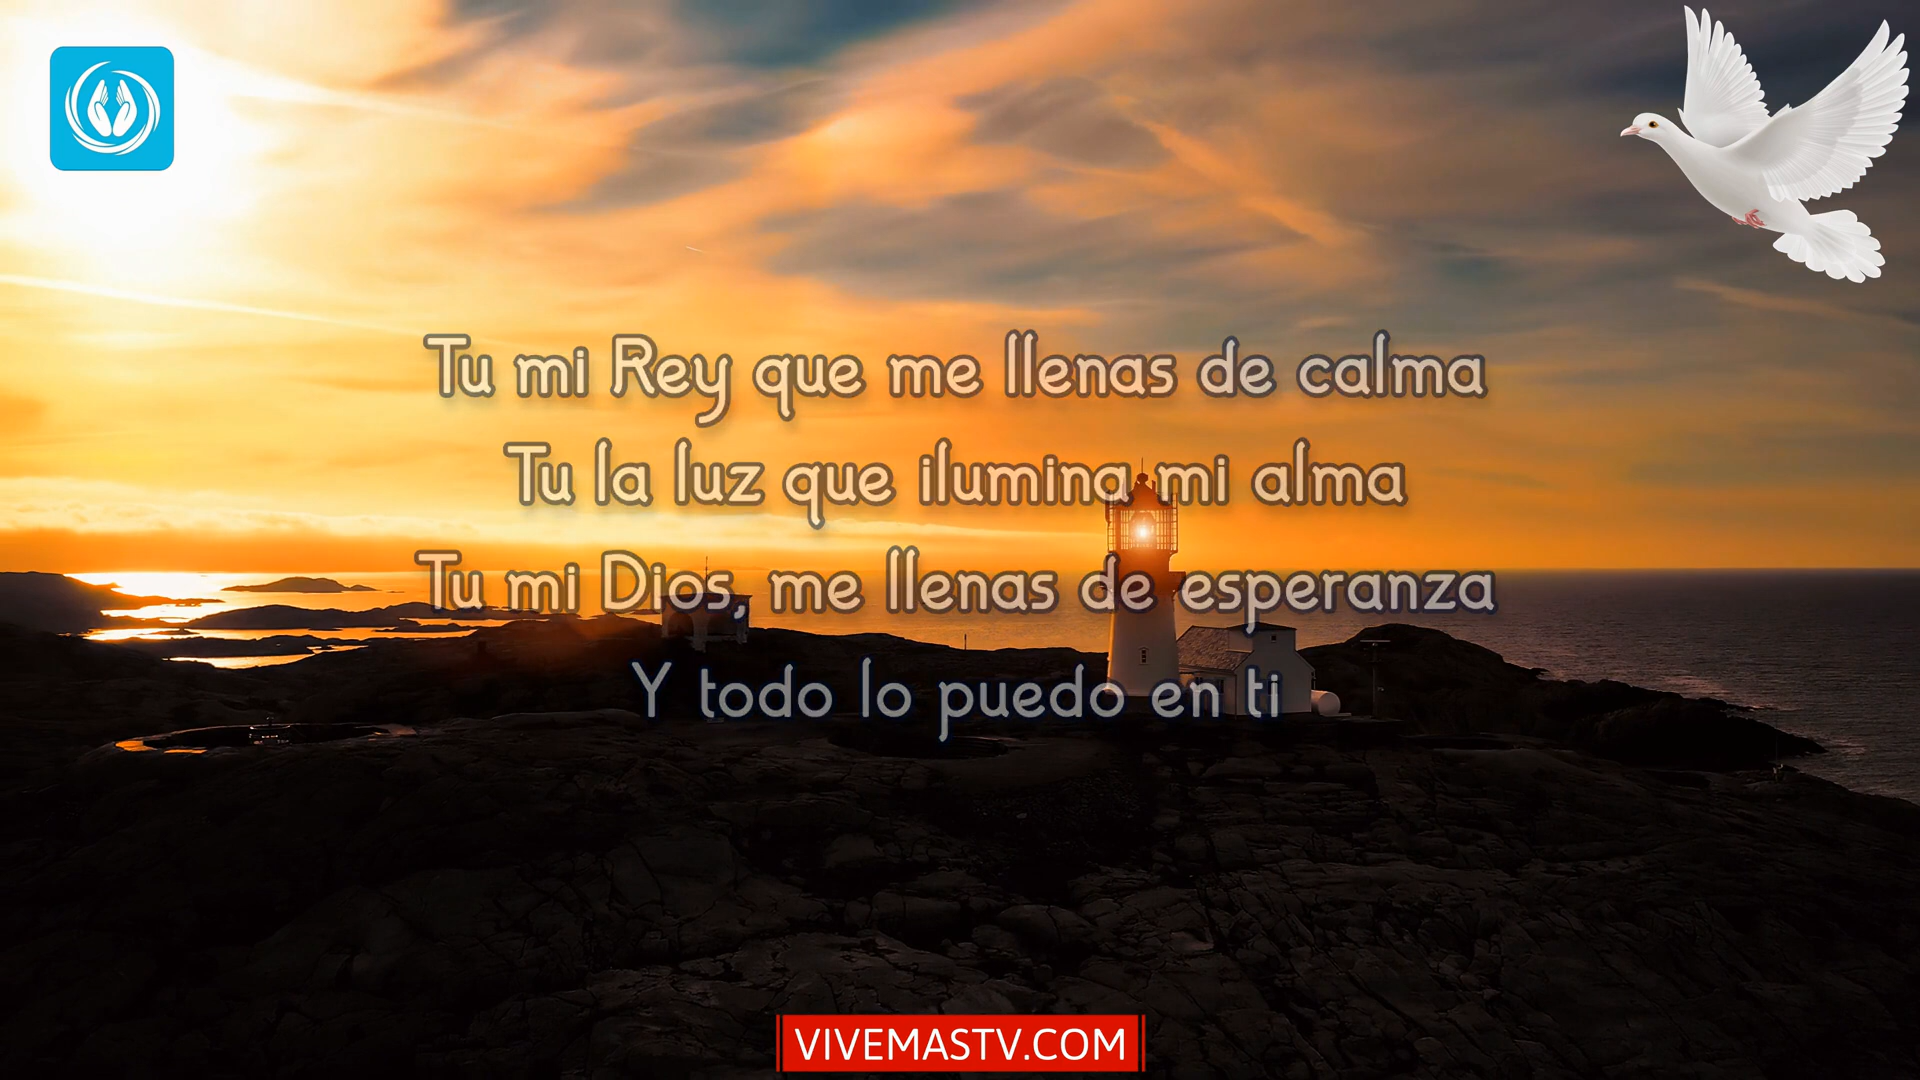 Tu mi Rey que me llenas de calma
Tu la luz que ilumina mi alma
Tu mi Dios, me llenas de esperanza
Y todo lo puedo en ti
VIVEMASTV.COM